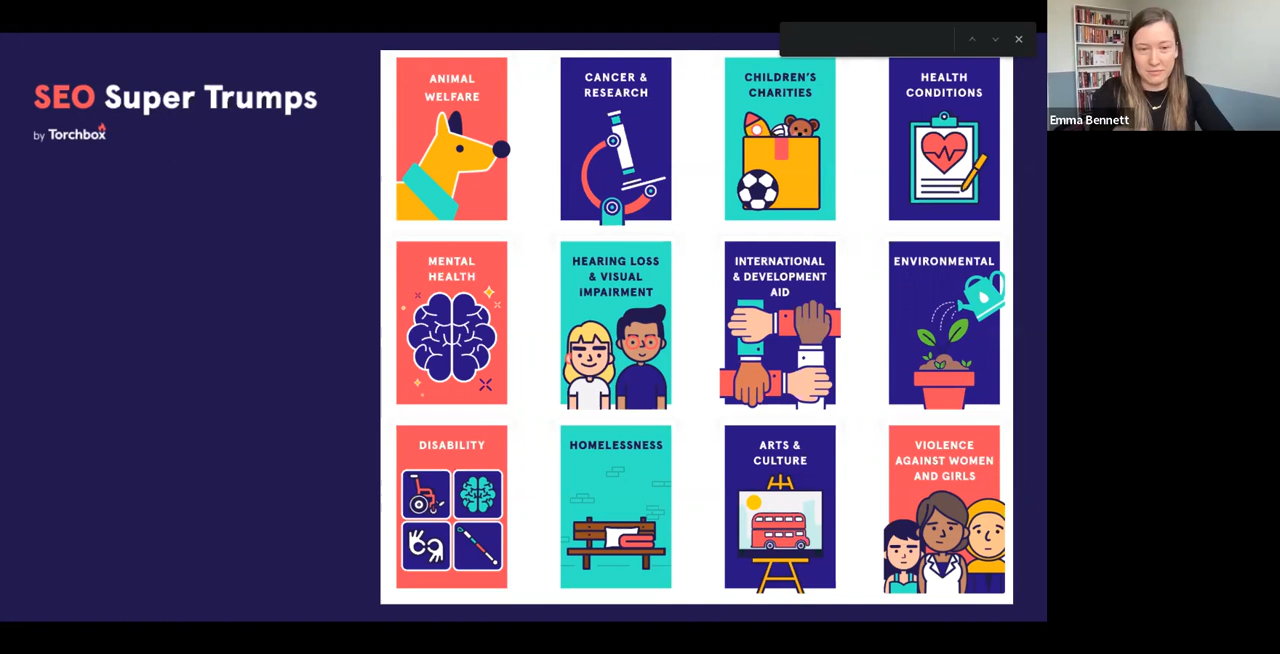 SEO Super Trumps
by Torchbox
ANIMAL
WELFARE
CANCER &
RESEARCH
CHILDREN'S
CHARITIES
HEALTH
CONDITIONS
MENTAL
HEALTH
HEARING LOSS
& VISUAL
IMPAIRMENT
INTERNATIONAL
& DEVELOPMENT
AID
ENVIRONMENTAL
DISABILITY
HOMELESSNESS
ARTS &
CULTURE
VIOLENCE
AGAINST WOMEN
AND GIRLS
Emma Bennett